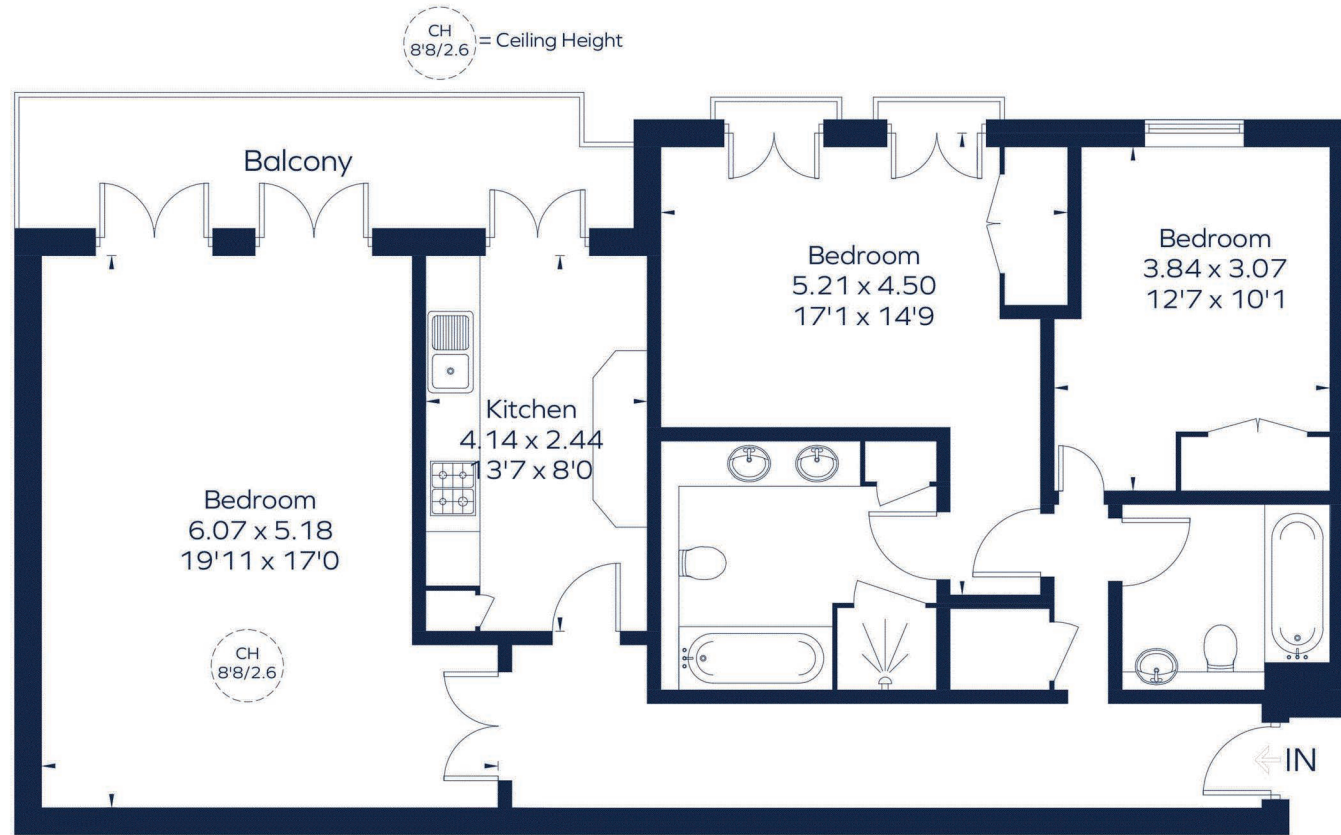 CH
8'8/2.6
= Ceiling Height
Balcony
Bedroom
5.21 x 4.50
17'1 x 14'9
Bedroom
3.84 x 3.07
12'7 x 10'1
Kitchen
4.14 x 2.44
13'7 x 8'0
Bedroom
6.07 x 5.18
19'11 x 17'0
CH
8'8/2.6
IN